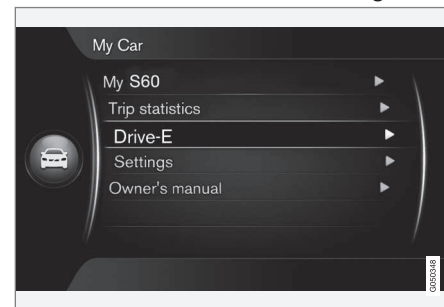 My Car
My S60
Trip statistics
Drive-E
Settings
Owner's manual
G050348